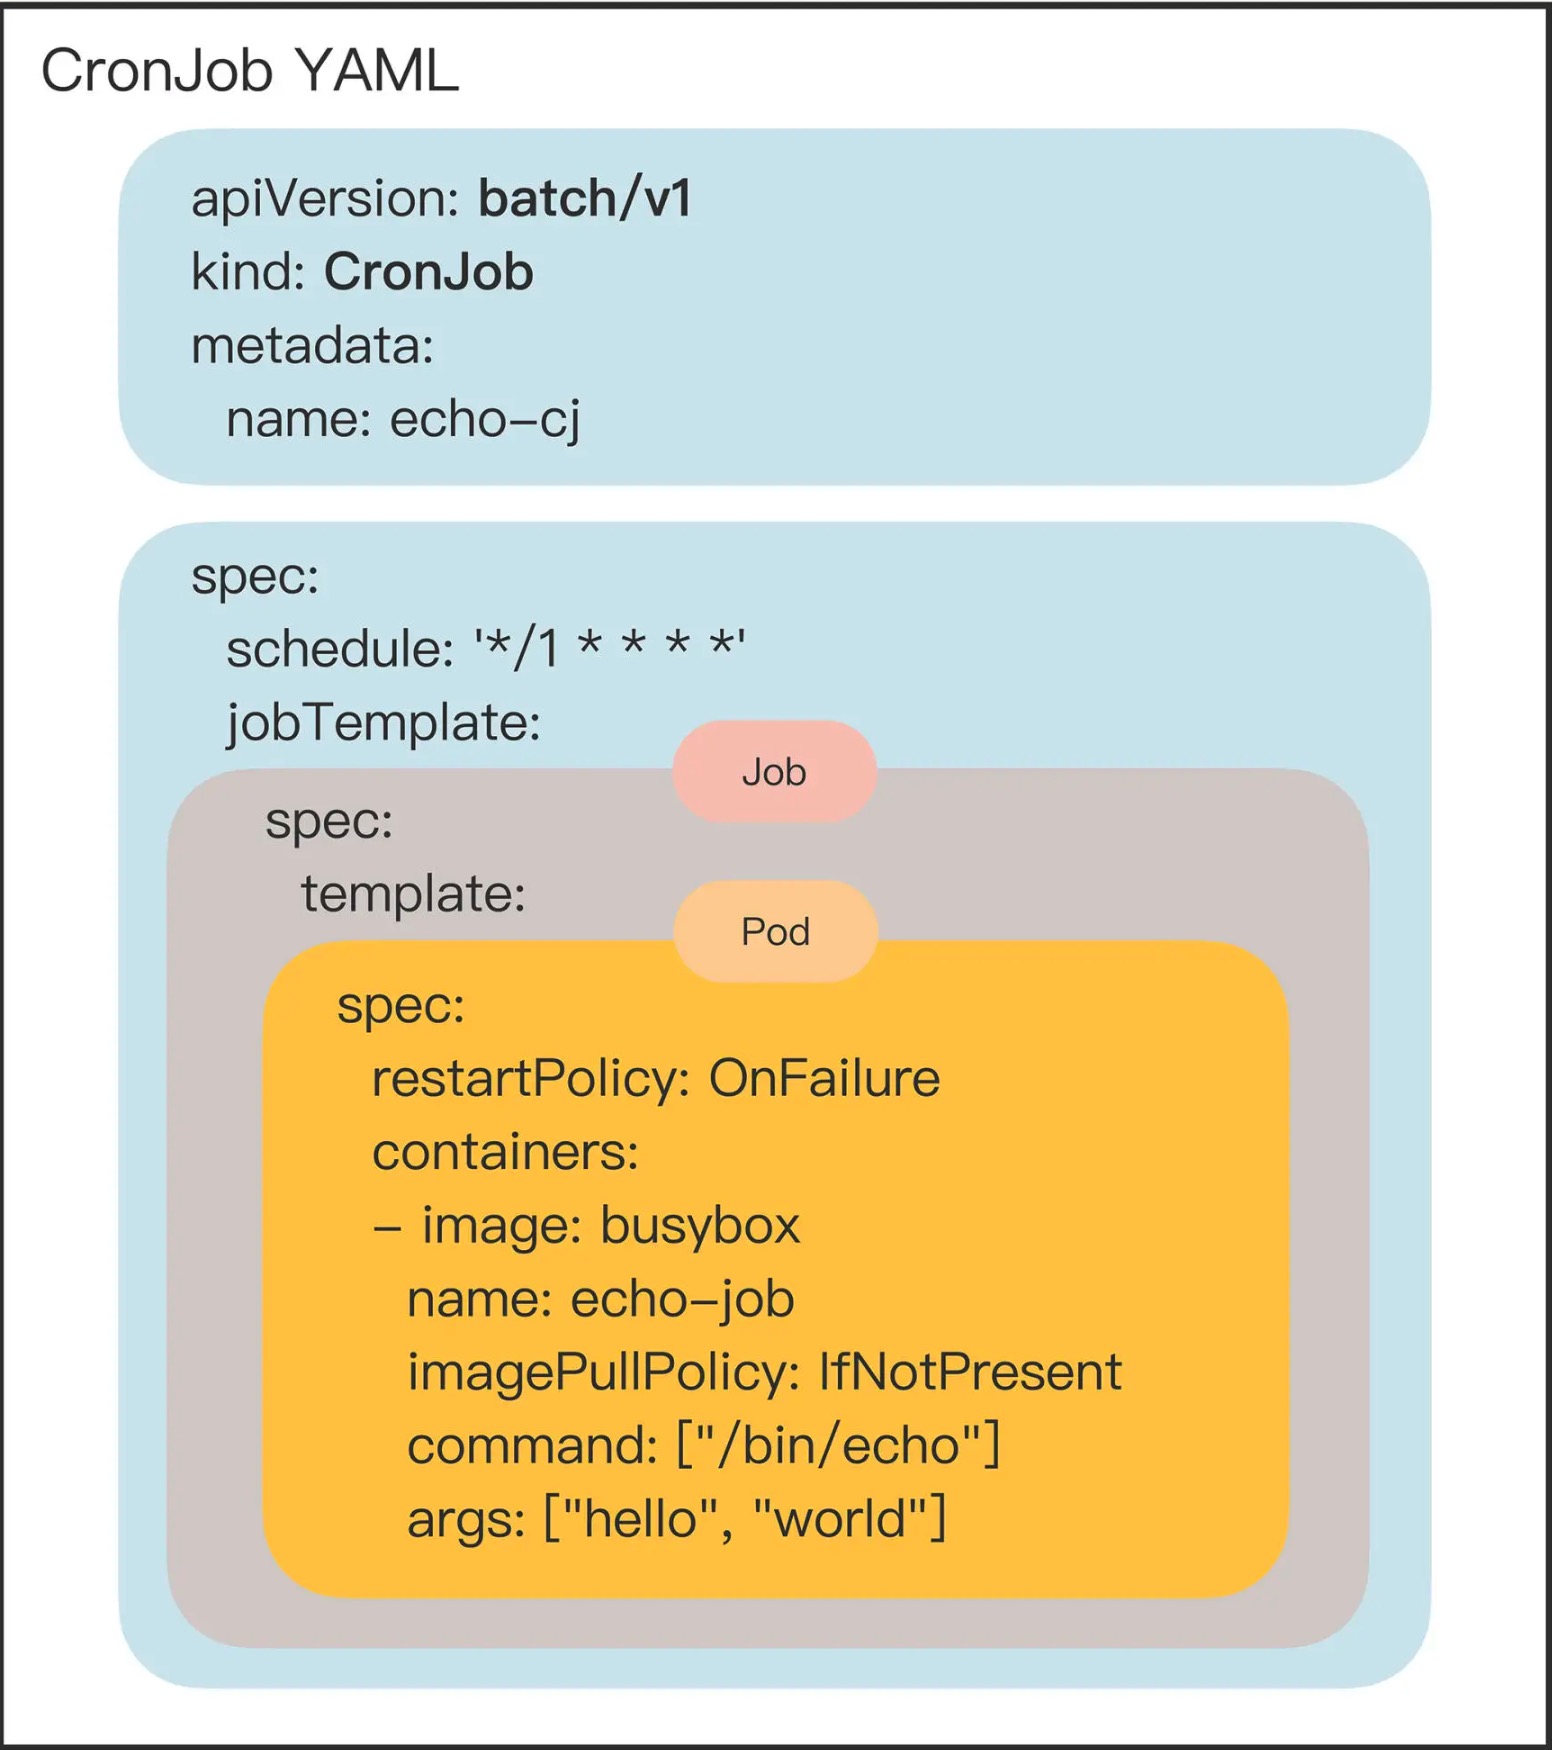 CronJob YAML
apiVersion: batch/v1
kind: CronJob
metadata:
name: echo-cj
spec:
schedule: '*/1 * * * *'
jobTemplate:
Job
spec:
template:
Pod
spec:
restartPolicy: OnFailure
containers:
- image: busybox
name: echo-job
imagePullPolicy: IfNotPresent
command: ["/bin/echo"]
args: ["hello", "world"]